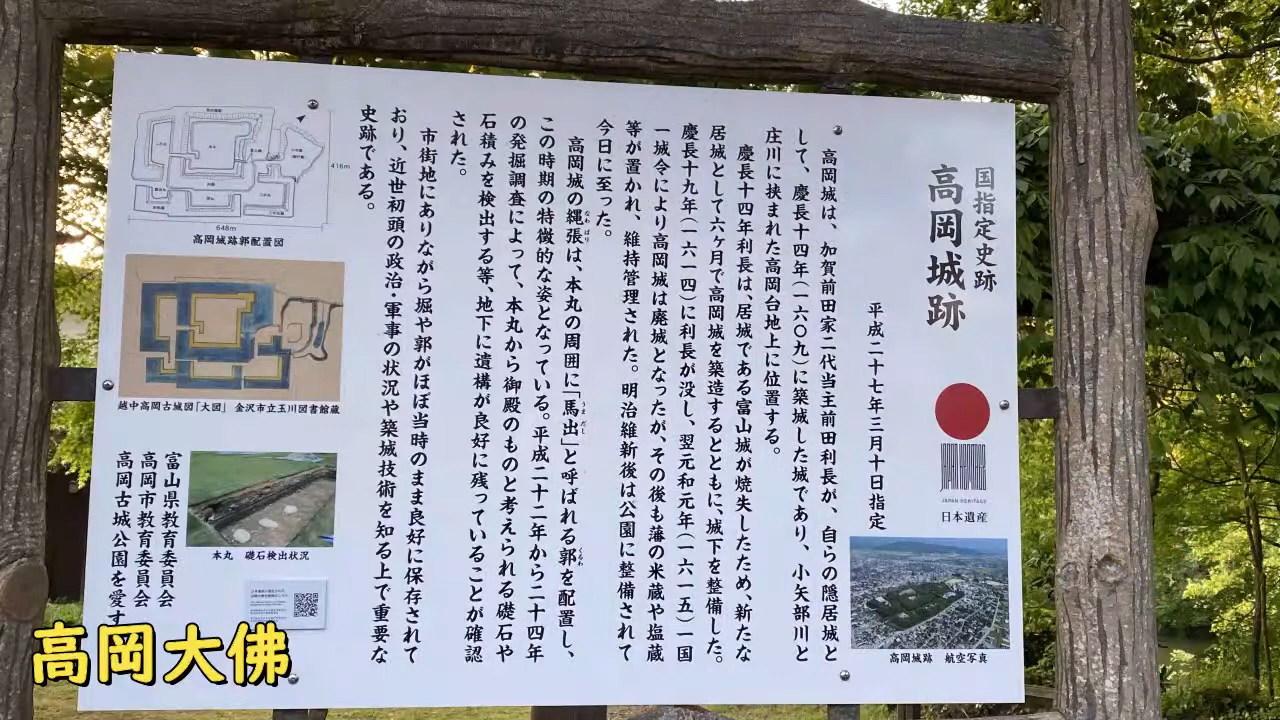 国指定史跡
高岡城跡
平成二十七年三月十日指定
JAPAN HERITAGE
日本遺産
高岡城跡　航空写真
高岡城は、加賀前田家二代当主前田利長が、自らの隠居城と
して、慶長十四年（一六〇九）に築城した城であり、小矢部川と
庄川に挟まれた高岡台地上に位置する。
慶長十四年利長は、居城である富山城が焼失したため、新たな
居城として六ヶ月で高岡城を築造するとともに、城下を整備した。
慶長十九年（一六一四）に利長が没し、翌元和元年（一六一五）一国
一城令により高岡城は廃城となったが、その後も藩の米蔵や塩蔵
等が置かれ、維持管理された。明治維新後は公園に整備されて
今日に至った。
高岡城の縄張は、本丸の周囲に「馬出」と呼ばれる郭を配置し、
なわ ばり
うま だし
くるわ
この時期の特徴的な姿となっている。平成二十二年から二十四年
の発掘調査によって、本丸から御殿のものと考えられる礎石や
石積みを検出する等、地下に遺構が良好に残っていることが確認
された。
市街地にありながら堀や郭がほぼ当時のまま良好に保存されて
おり、近世初頭の政治・軍事の状況や築城技術を知る上で重要な
史跡である。
416m
648m
高岡城跡郭配置図
越中高岡古城図「大図」　金沢市立玉川図書館蔵
本丸　礎石検出状況
富山県教育委員会
高岡市教育委員会
高岡古城公園を愛す
高岡大佛